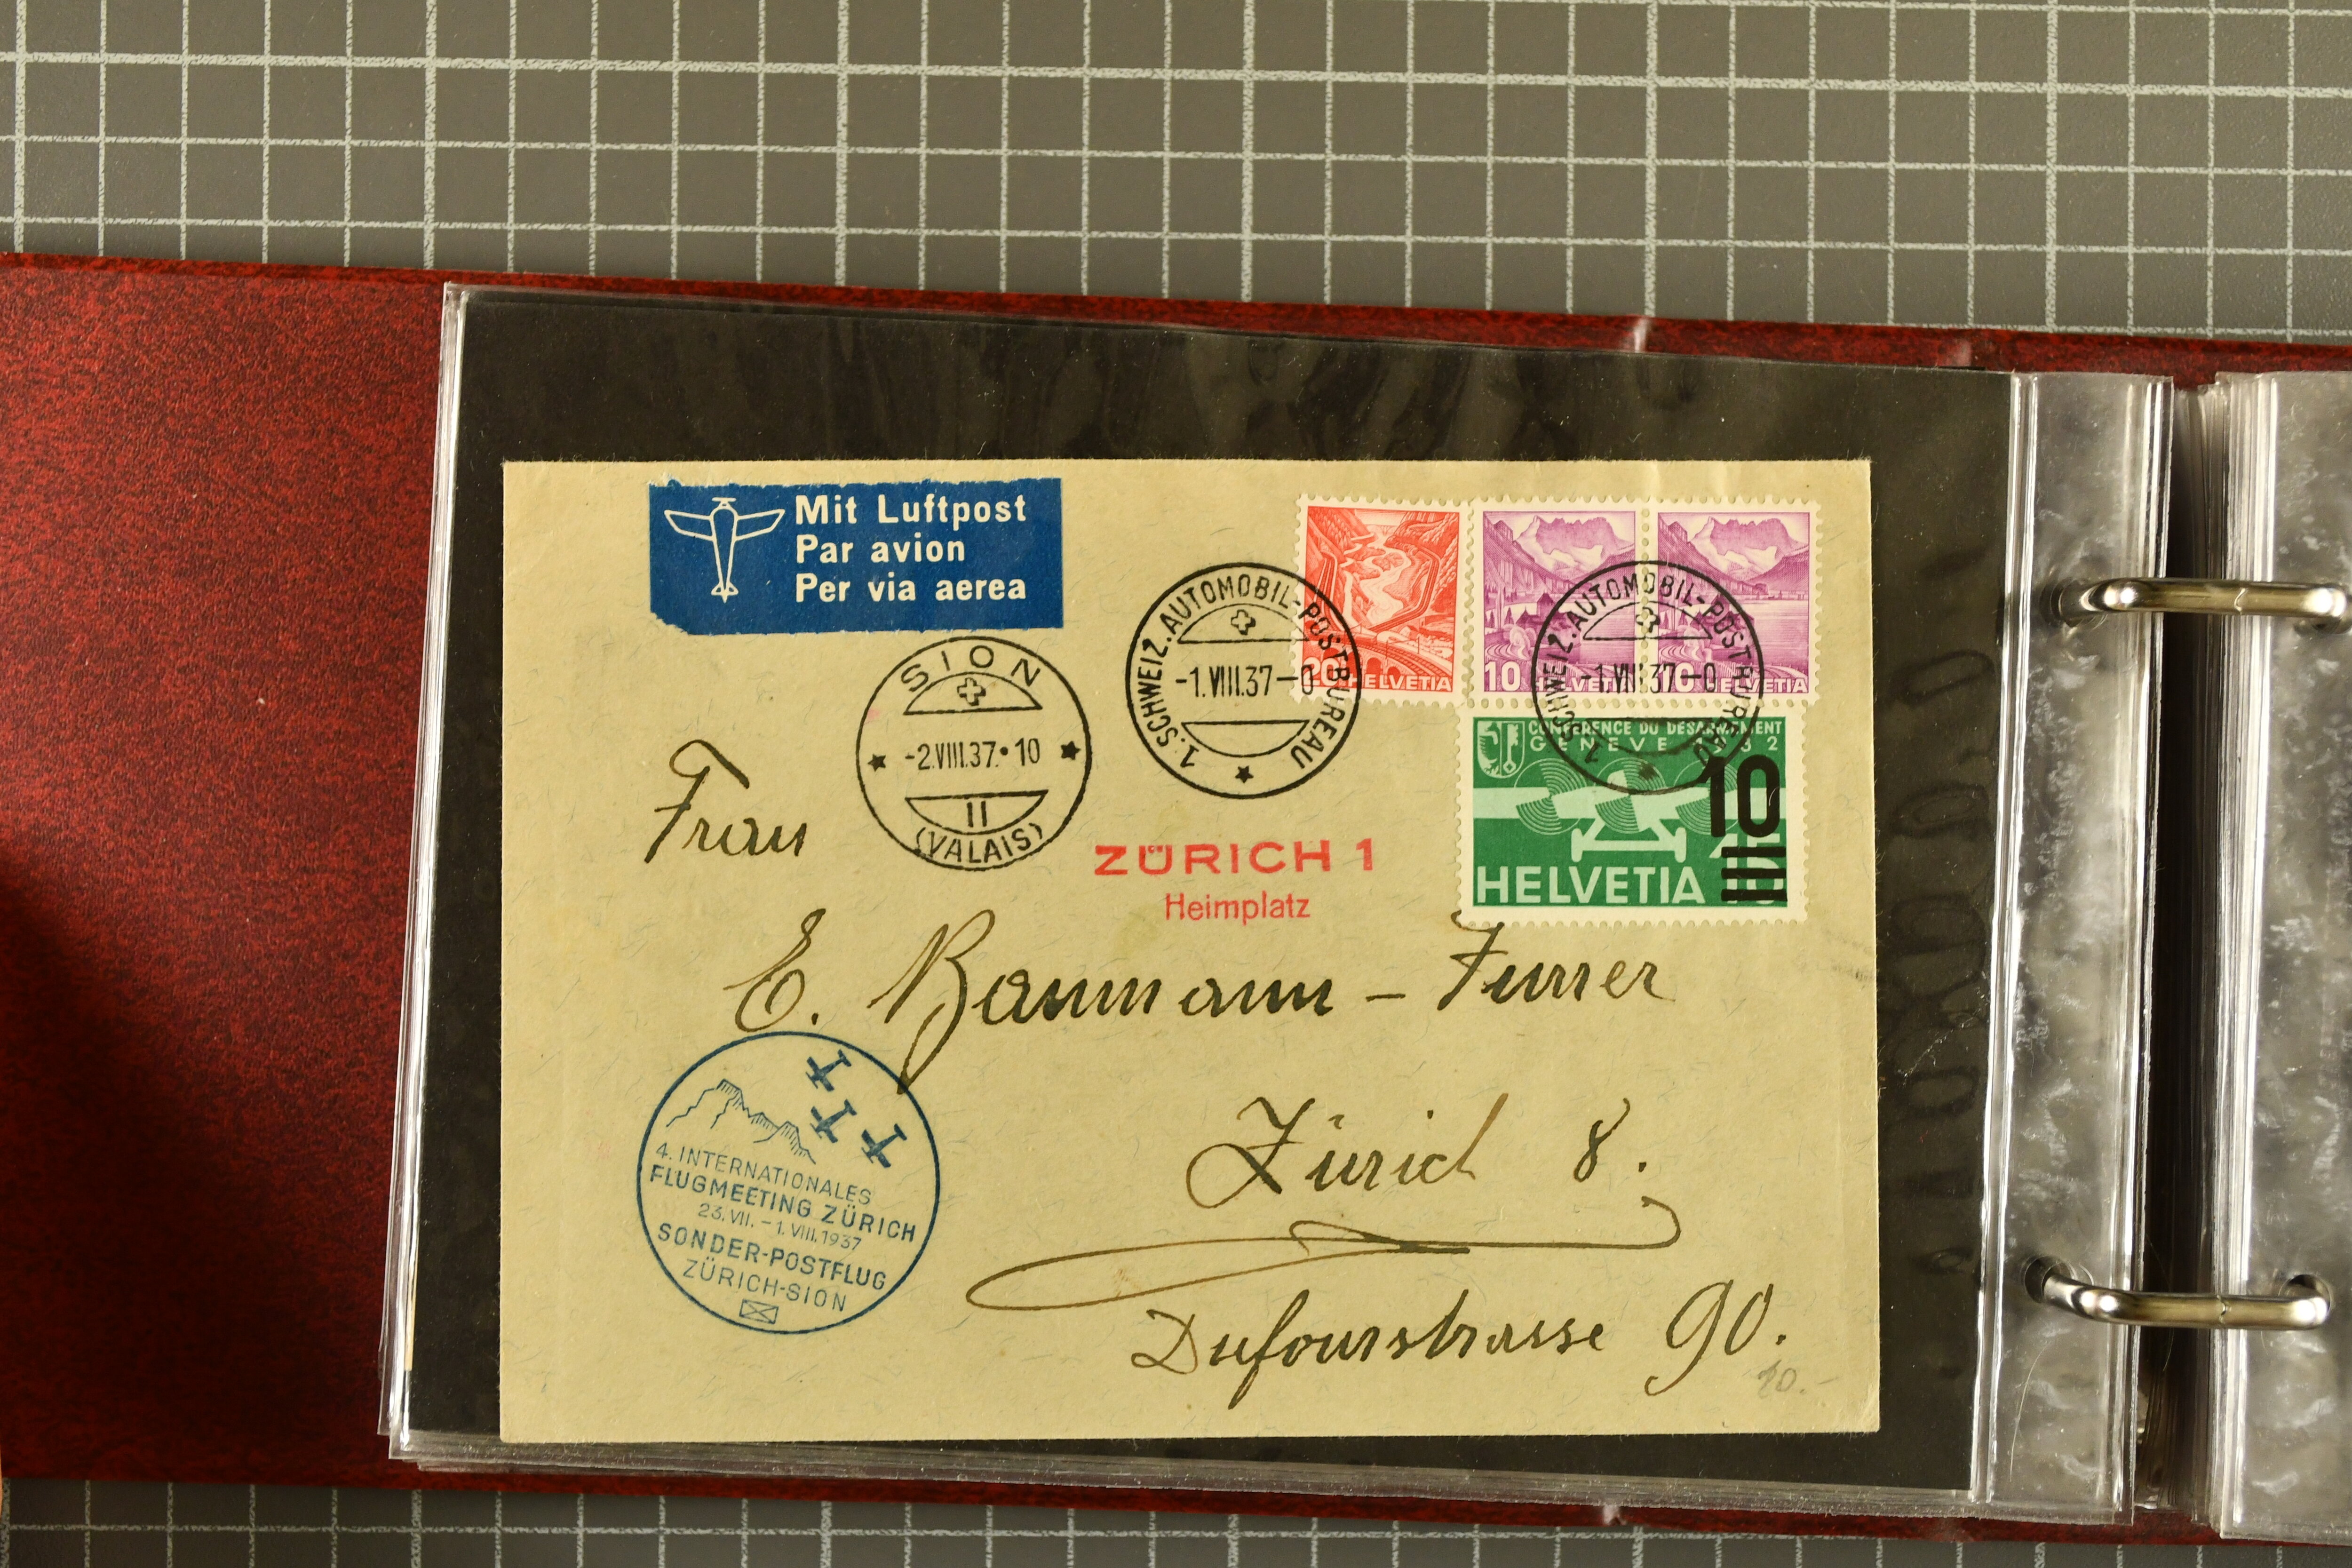 Mit Luftpost
Par avion
Per via aerea
SION
-2.VIII.37.•10
II
(VALAIS)
1. SCHWEIZ. AUTOMOBIL-POSTBUREAU
-1.VIII.37-0
20 HELVETIA
10 HELVETIA
10 HELVETIA
1. SCHWEIZ. AUTOMOBIL-POSTBUREAU
-1.VIII.37-0
CONFERENCE DU DESARMEMENT
GENEVE 1932
10
HELVETIA
ZÜRICH 1
Heimplatz
Frau
E. Baumann-Furrer
Zürich 8.
Dufourstrasse 90.
4. INTERNATIONALES
FLUGMEETING ZÜRICH
23.VII.-1.VIII.1937
SONDER-POSTFLUG
ZÜRICH-SION